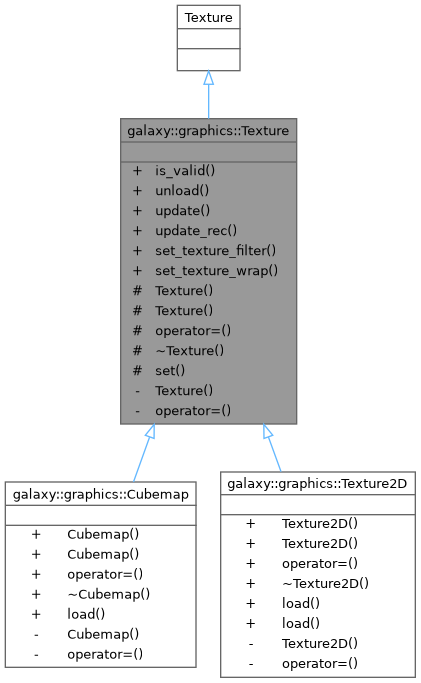 Texture
galaxy::graphics::Texture
+ is_valid()
+ unload()
+ update()
+ update_rec()
+ set_texture_filter()
+ set_texture_wrap()
# Texture()
# Texture()
# operator=()
# ~Texture()
# set()
- Texture()
- operator=()
galaxy::graphics::Cubemap
+ Cubemap()
+ Cubemap()
+ operator=()
+ ~Cubemap()
+ load()
- Cubemap()
- operator=()
galaxy::graphics::Texture2D
+ Texture2D()
+ Texture2D()
+ operator=()
+ ~Texture2D()
+ load()
+ load()
- Texture2D()
- operator=()